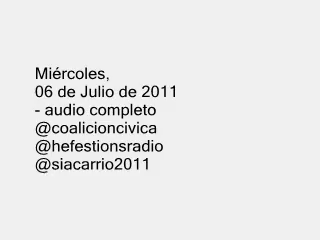 Miércoles,
06 de Julio de 2011
- audio completo
@coalicioncivica
@hefestionsradio
@siacarrio2011